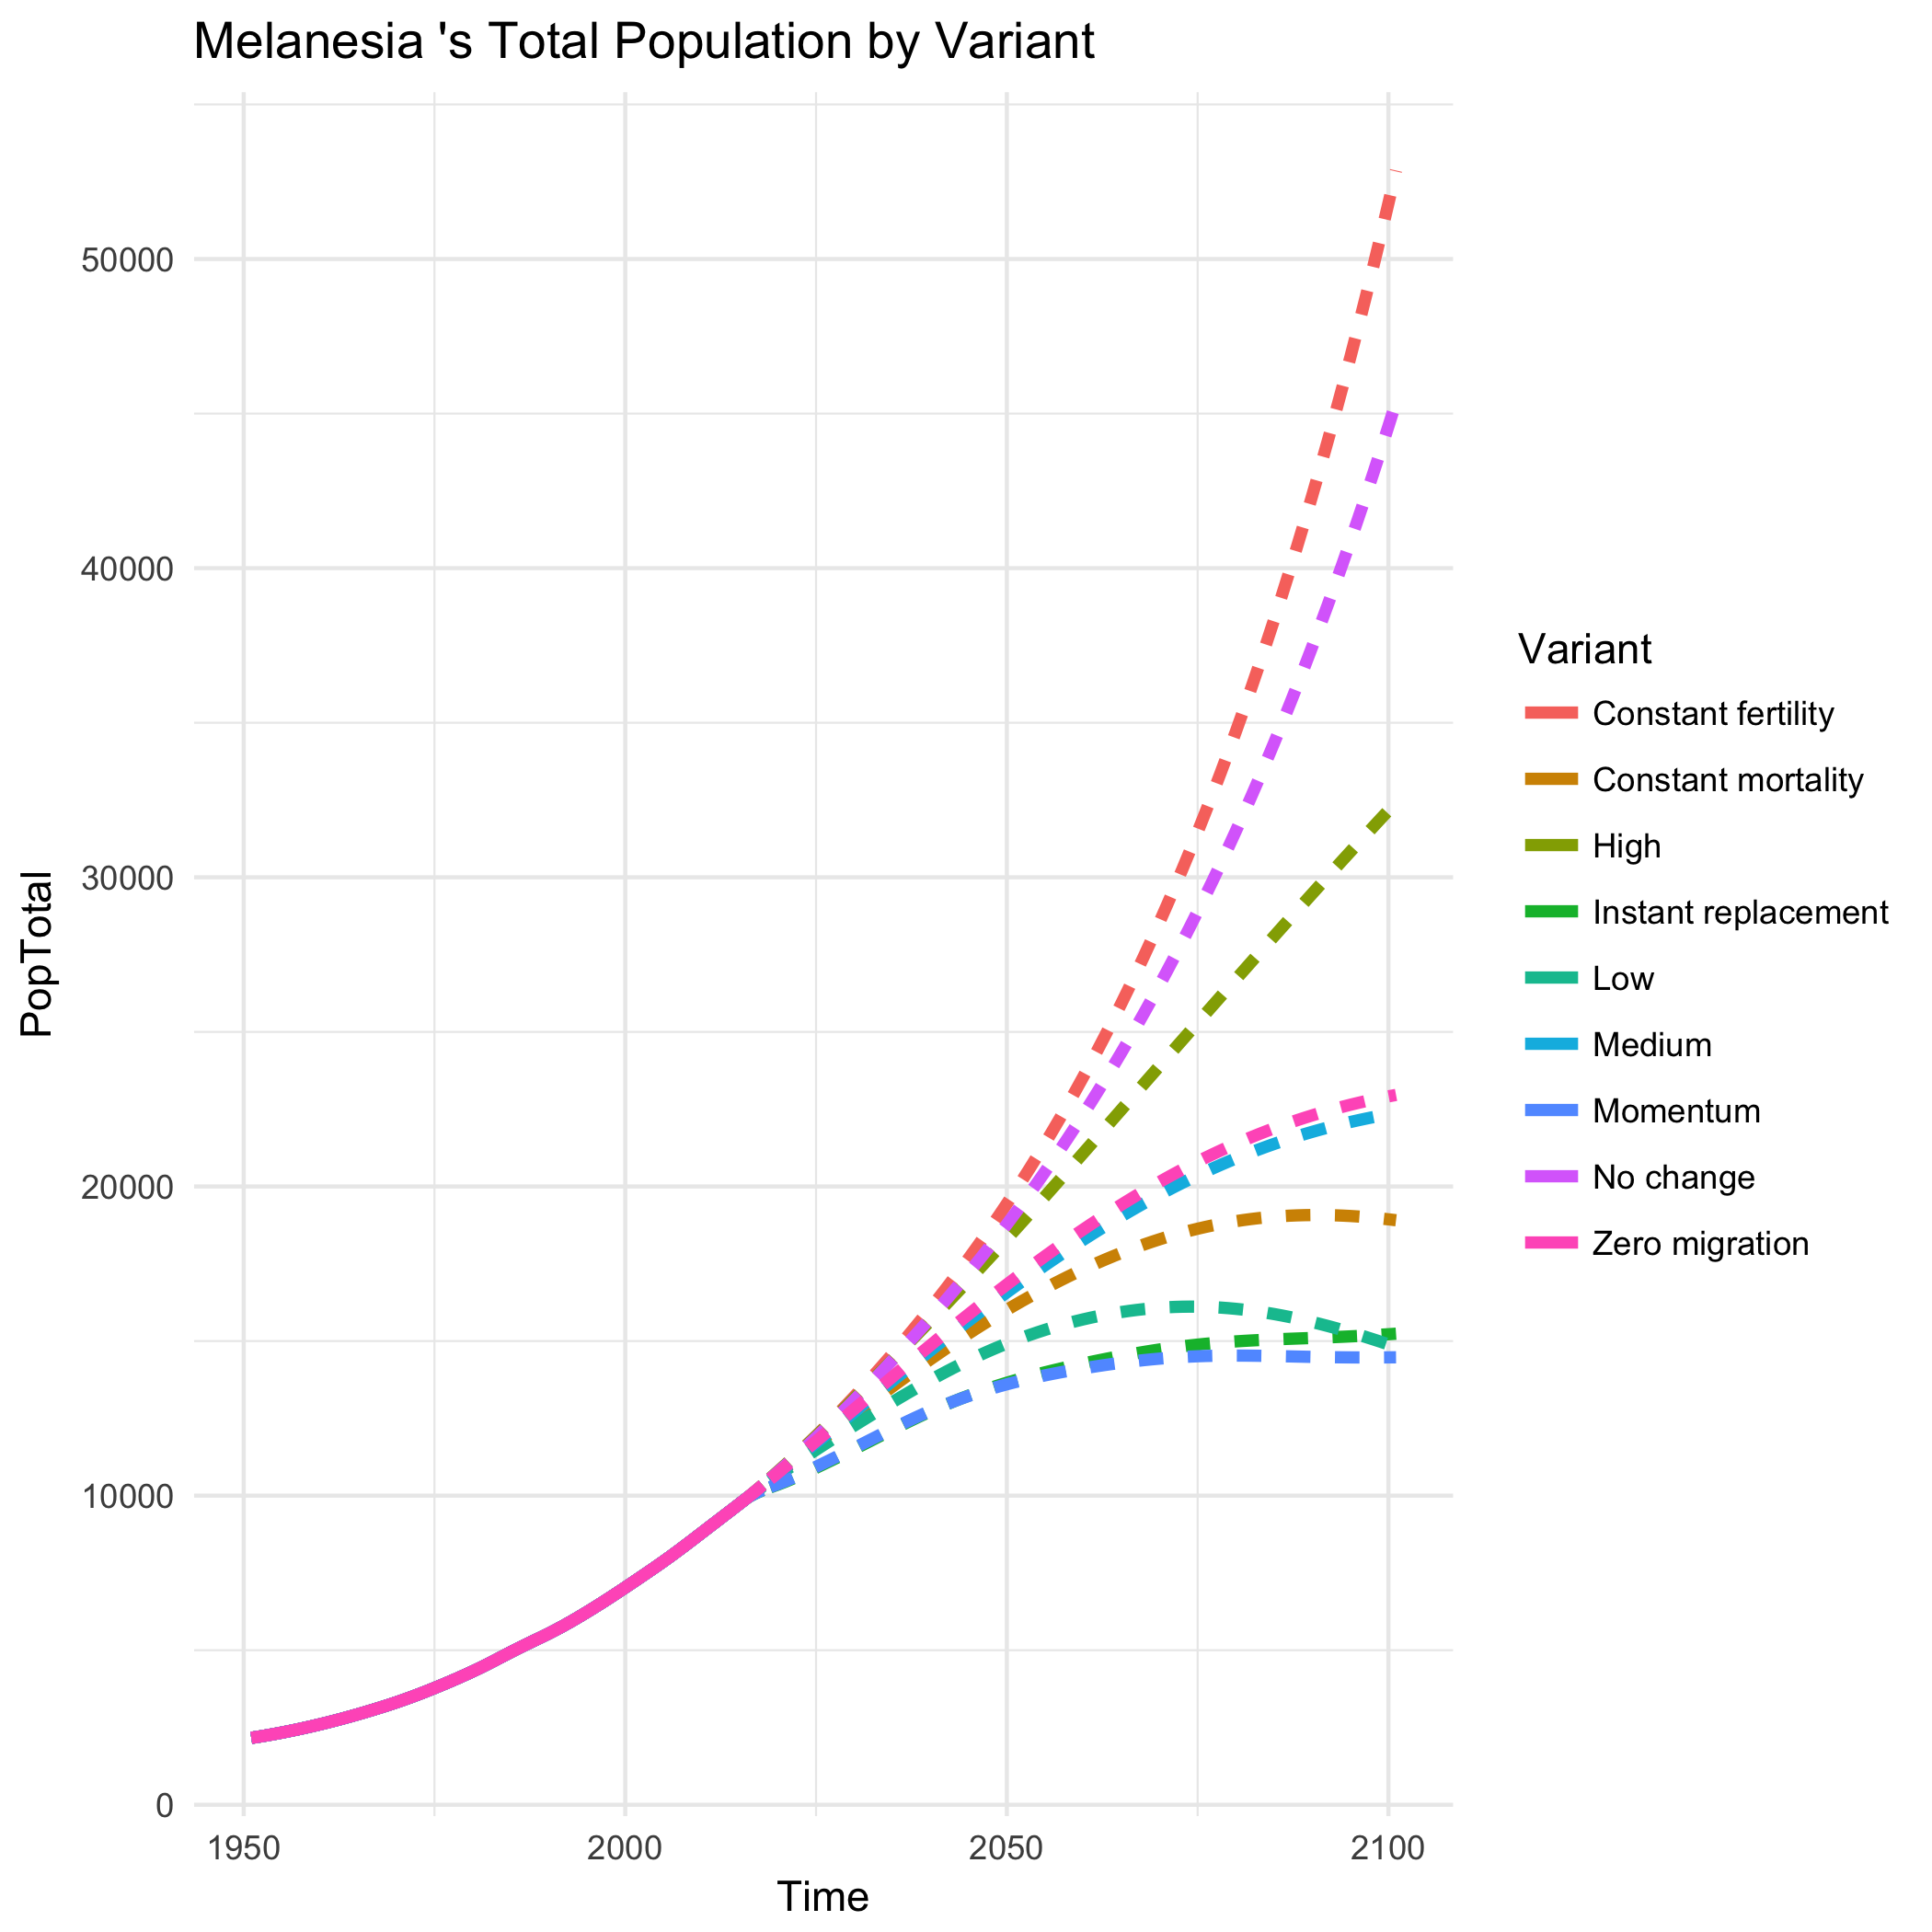 Melanesia 's Total Population by Variant
PopTotal
50000
40000
30000
20000
10000
0
1950
2000
2050
2100
Time
Variant
Constant fertility
Constant mortality
High
Instant replacement
Low
Medium
Momentum
No change
Zero migration